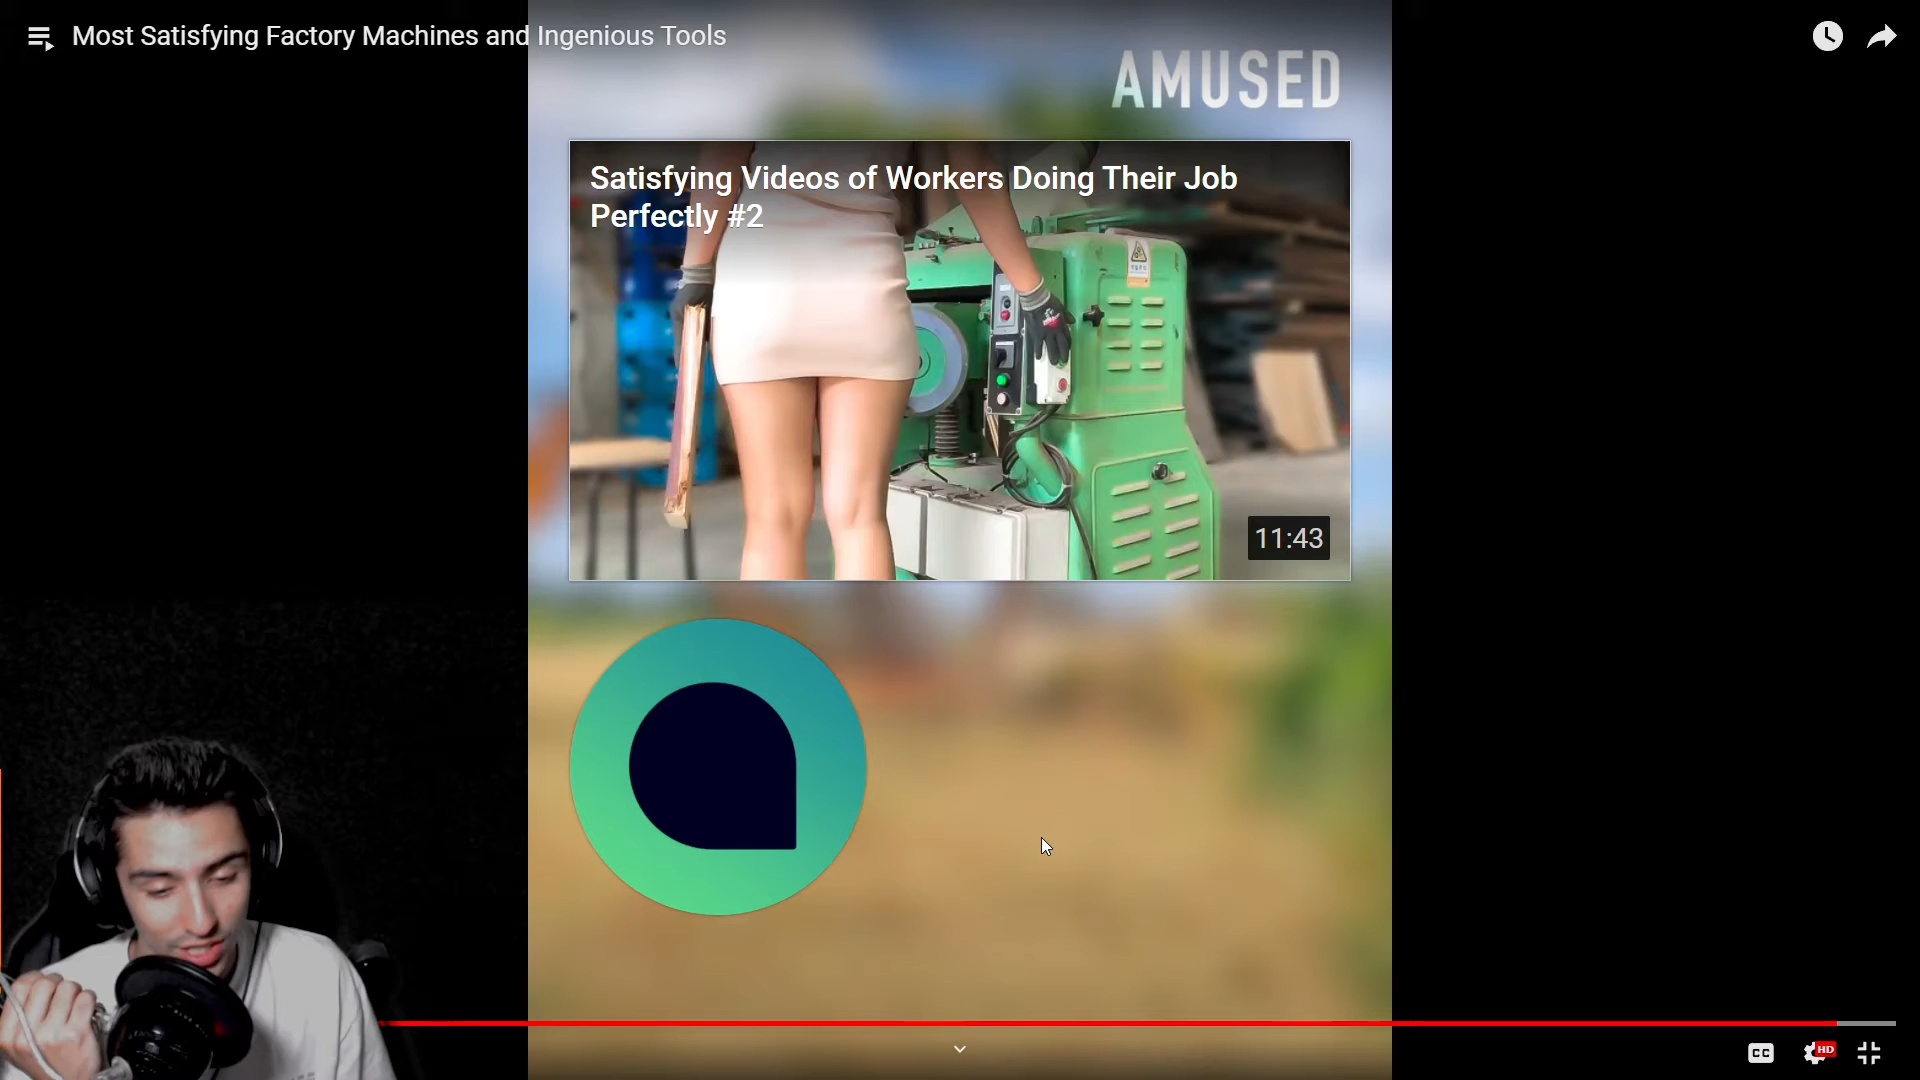 Most Satisfying Factory Machines and Ingenious Tools
AMUSED
Satisfying Videos of Workers Doing Their Job
Perfectly #2
11:43
CC
HD